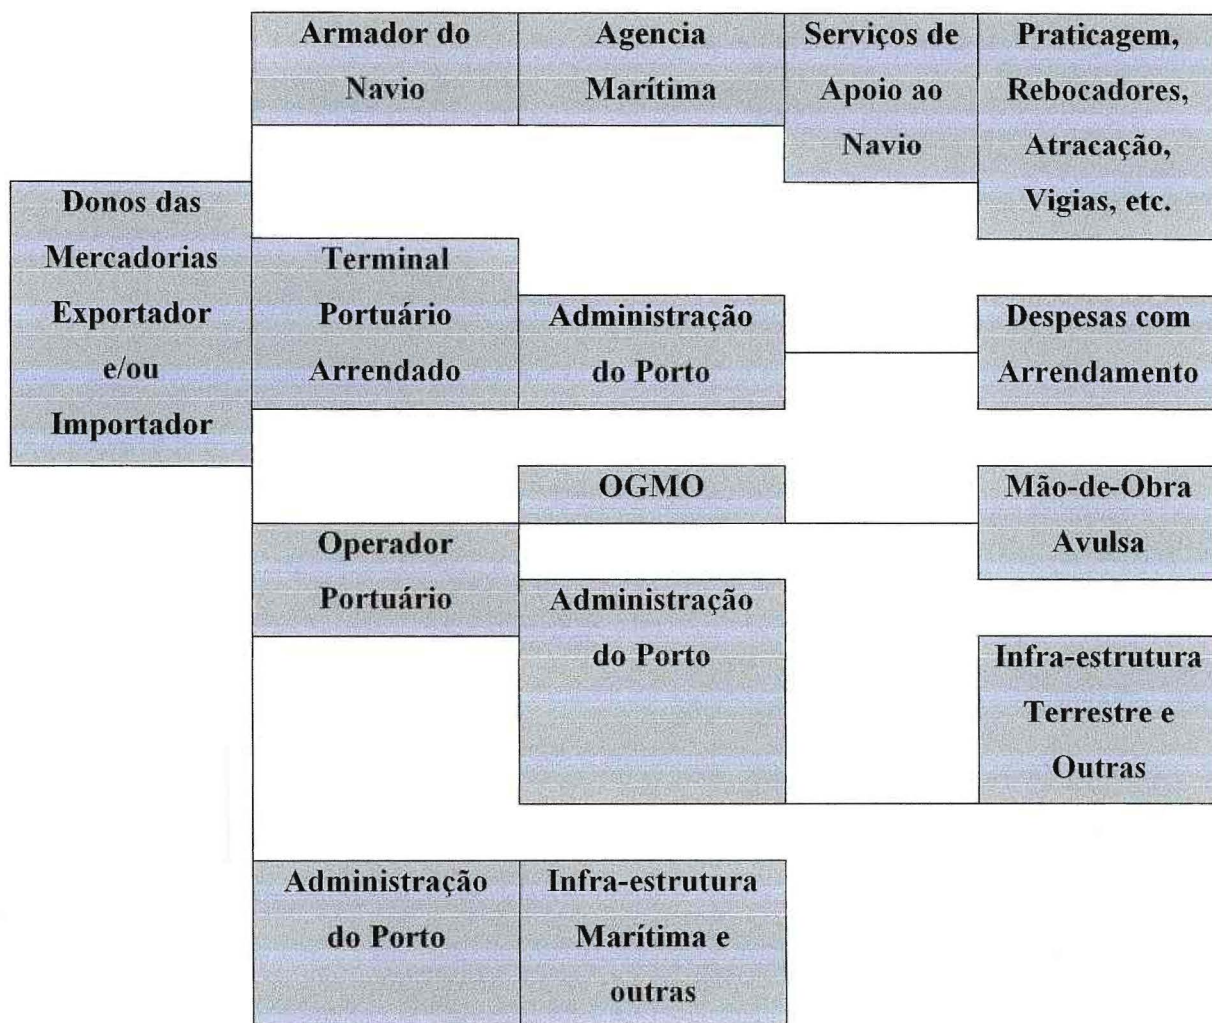 Armador do
Navio
Agencia
Marítima
Serviços de
Apoio ao
Navio
Praticagem,
Rebocadores,
Atracação,
Vigias, etc.
Donos das
Mercadorias
Exportador
e/ou
Importador
Terminal
Portuário
Arrendado
Administração
do Porto
Despesas com
Arrendamento
OGMO
Mão-de-Obra
Avulsa
Operador
Portuário
Administração
do Porto
Infra-estrutura
Terrestre e
Outras
Administração
do Porto
Infra-estrutura
Marítima e
outras